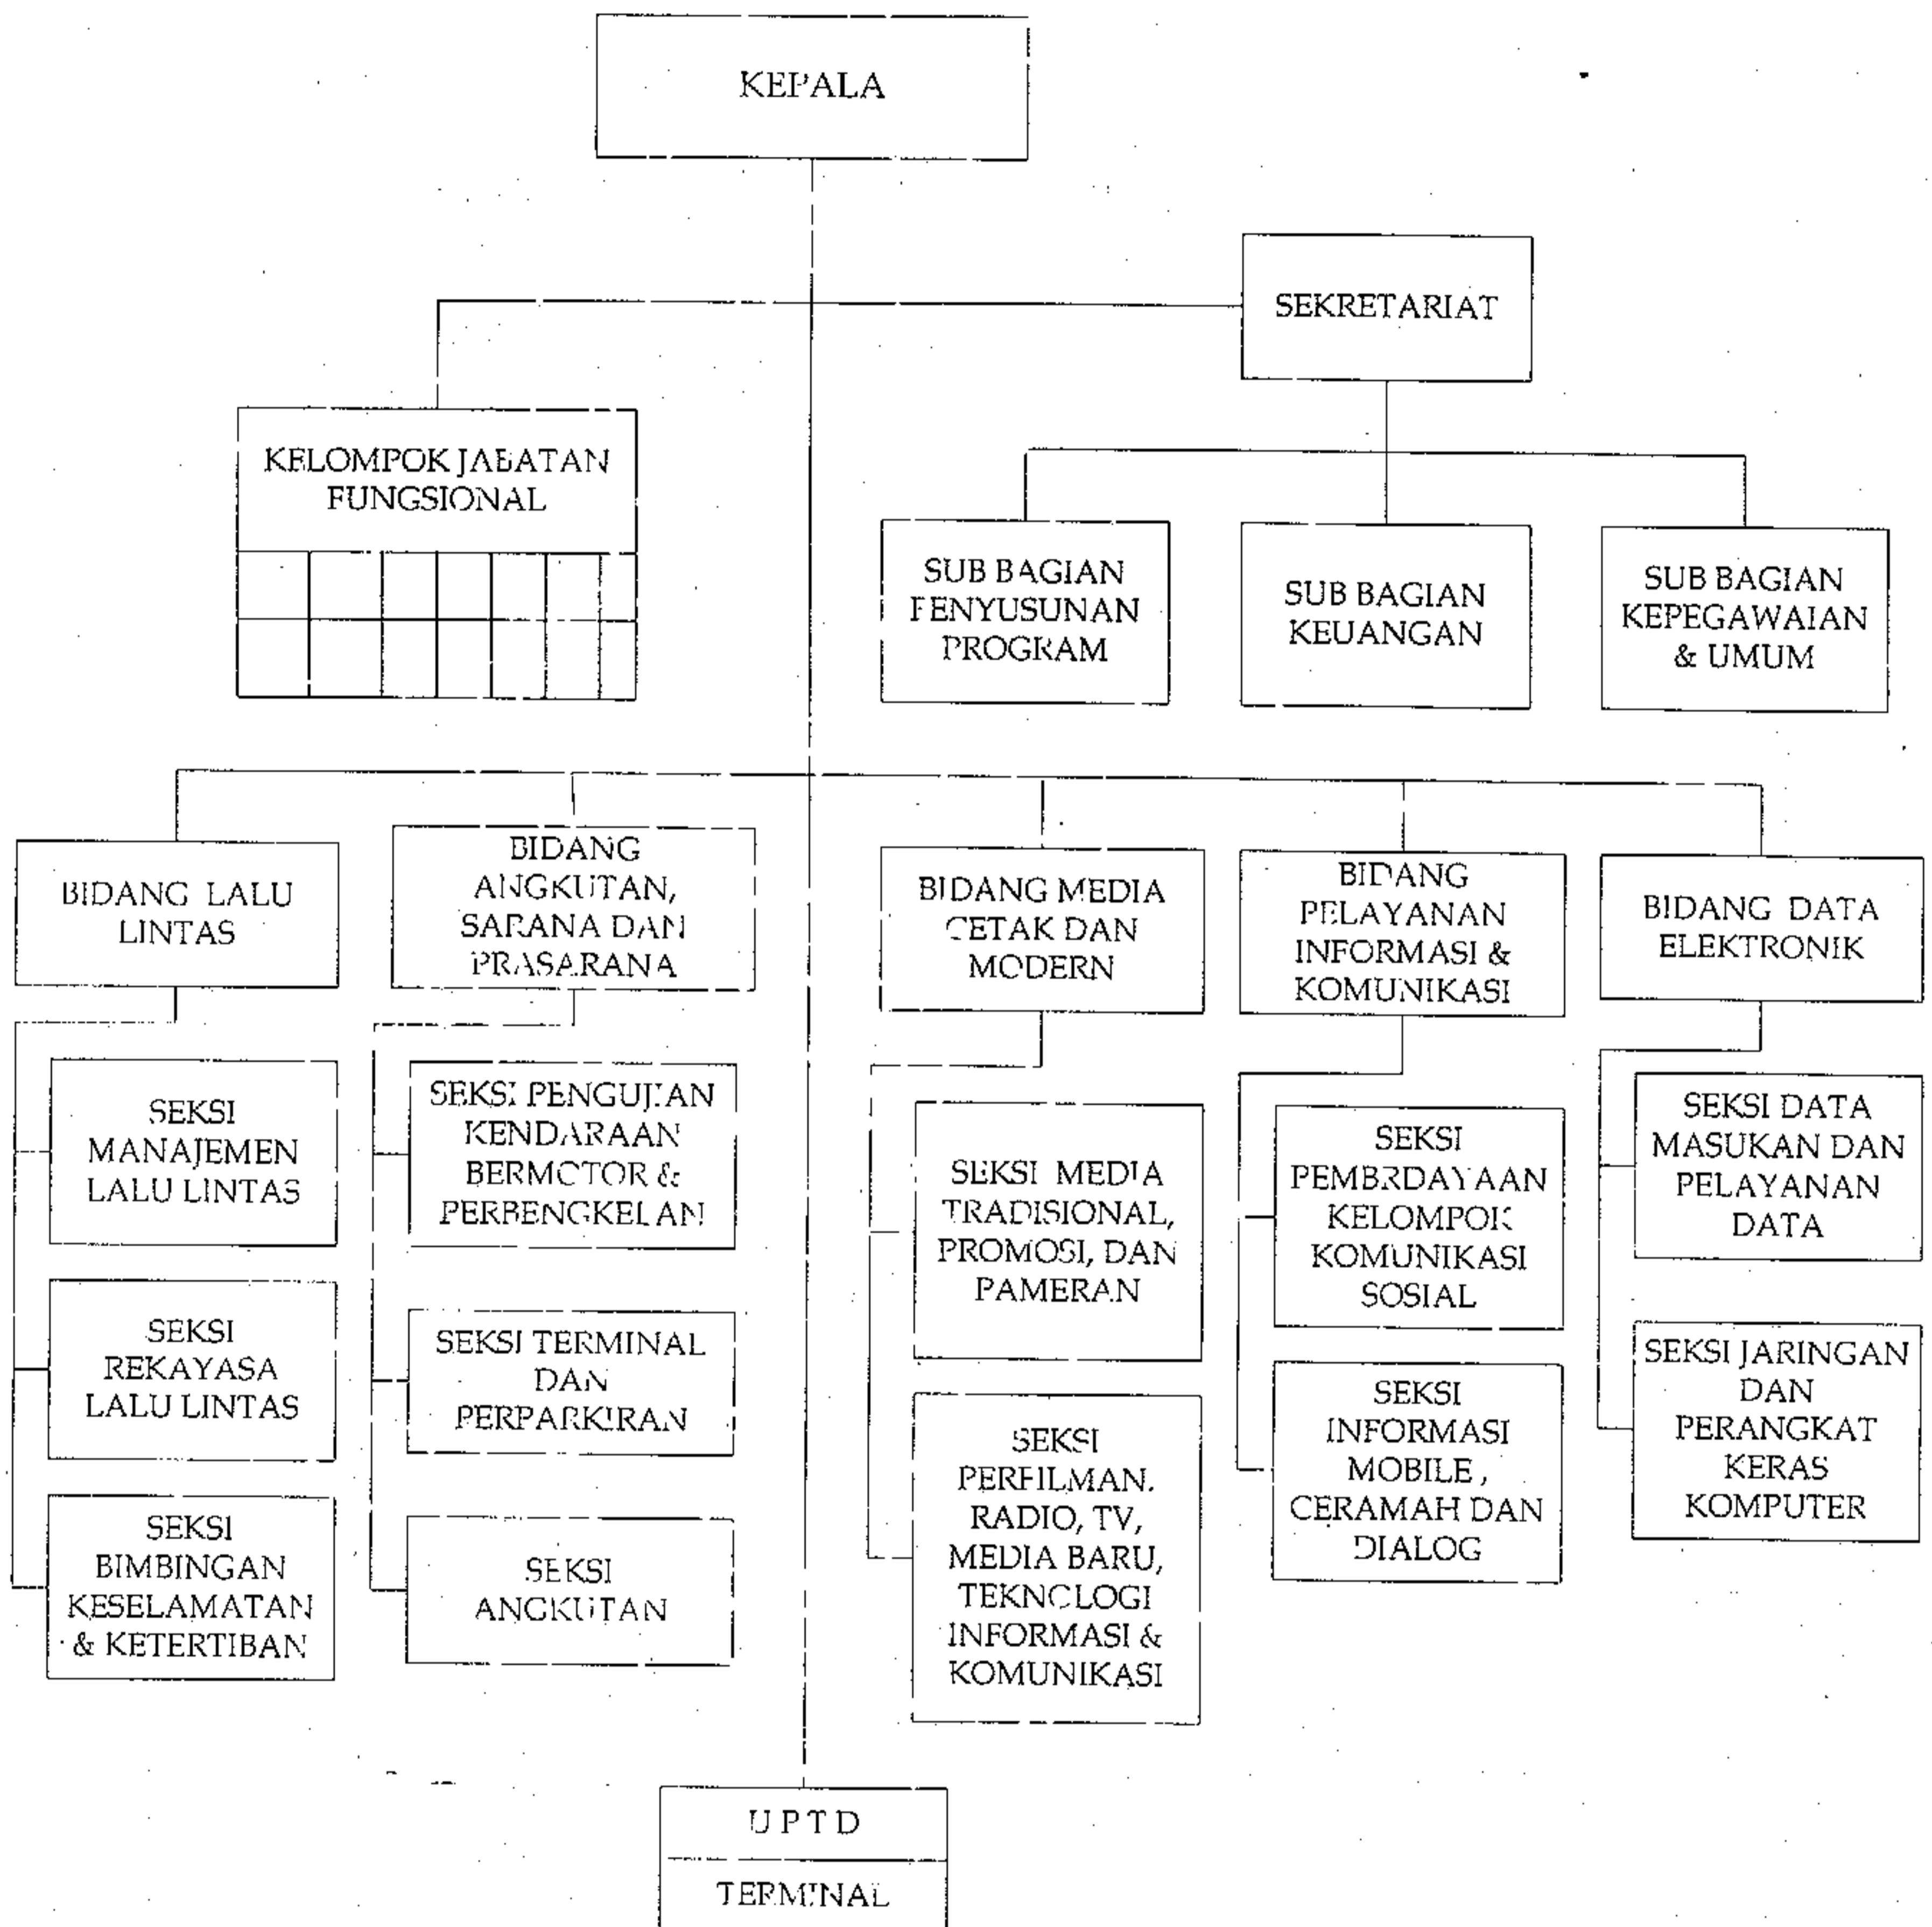 KEPALA
SEKRETARIAT
KELOMPOK JABATAN
FUNGSIONAL
SUB BAGIAN
PENYUSUNAN
PROGRAM
SUB BAGIAN
KEUANGAN
SUB BAGIAN
KEPEGAWAIAN
& UMUM
BIDANG LALU
LINTAS
BIDANG
ANGKUTAN,
SARANA DAN
PRASARANA
BIDANG MEDIA
CETAK DAN
MODERN
BIDANG
PELAYANAN
INFORMASI &
KOMUNIKASI
BIDANG DATA
ELEKTRONIK
SEKSI
MANAJEMEN
LALU LINTAS
SEKSI
REKAYASA
LALU LINTAS
SEKSI
BIMBINGAN
KESELAMATAN
& KETERTIBAN
SEKSI PENGUJIAN
KENDARAAN
BERMOTOR &
PERBENGKELAN
SEKSI TERMINAL
DAN
PERPARKIRAN
SEKSI
ANGKUTAN
SEKSI MEDIA
TRADISIONAL,
PROMOSI, DAN
PAMERAN
SEKSI
PERFILMAN.
RADIO, TV,
MEDIA BARU,
TEKNOLOGI
INFORMASI &
KOMUNIKASI
SEKSI
PEMBRDAYAAN
KELOMPOK
KOMUNIKASI
SOSIAL
SEKSI
INFORMASI
MOBILE ,
CERAMAH DAN
DIALOG
SEKSI DATA
MASUKAN DAN
PELAYANAN
DATA
SEKSI JARINGAN
DAN
PERANGKAT
KERAS
KOMPUTER
U P T D
TERMINAL